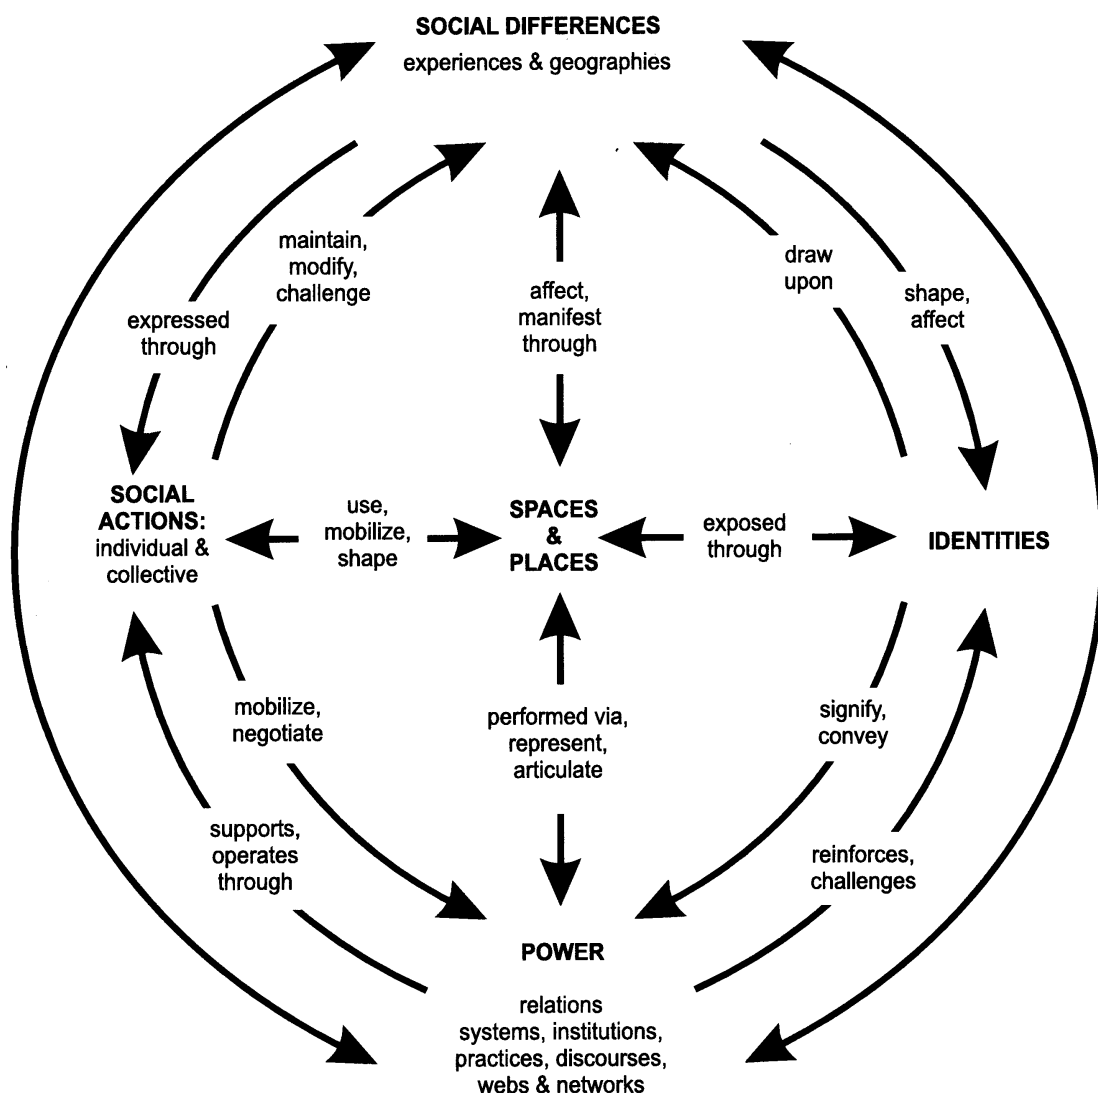 SOCIAL DIFFERENCES
experiences & geographies
maintain,
modify,
challenge
draw
upon
expressed
through
affect,
manifest
through
shape,
affect
SOCIAL
ACTIONS:
individual &
collective
use,
mobilize,
shape
SPACES
&
PLACES
exposed
through
IDENTITIES
mobilize,
negotiate
performed via,
represent,
articulate
signify,
convey
supports,
operates
through
reinforces,
challenges
POWER
relations
systems, institutions,
practices, discourses,
webs & networks